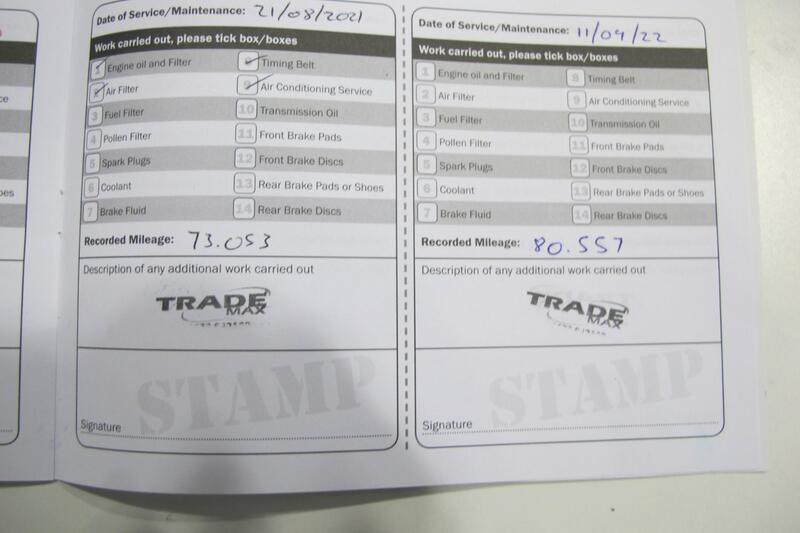 Date of Service/Maintenance: 21/08/2021
Work carried out, please tick box/boxes
1 Engine oil and Filter
2 Air Filter
3 Fuel Filter
4 Pollen Filter
5 Spark Plugs
6 Coolant
7 Brake Fluid
8 Timing Belt
9 Air Conditioning Service
10 Transmission Oil
11 Front Brake Pads
12 Front Brake Discs
13 Rear Brake Pads or Shoes
14 Rear Brake Discs
Recorded Mileage: 73.053
Description of any additional work carried out
TRADE
MAX
STAMP
Signature
Date of Service/Maintenance: 11/09/22
Work carried out, please tick box/boxes
1 Engine oil and Filter
2 Air Filter
3 Fuel Filter
4 Pollen Filter
5 Spark Plugs
6 Coolant
7 Brake Fluid
8 Timing Belt
9 Air Conditioning Service
10 Transmission Oil
11 Front Brake Pads
12 Front Brake Discs
13 Rear Brake Pads or Shoes
14 Rear Brake Discs
Recorded Mileage: 80.557
Description of any additional work carried out
TRADE
MAX
STAMP
Signature